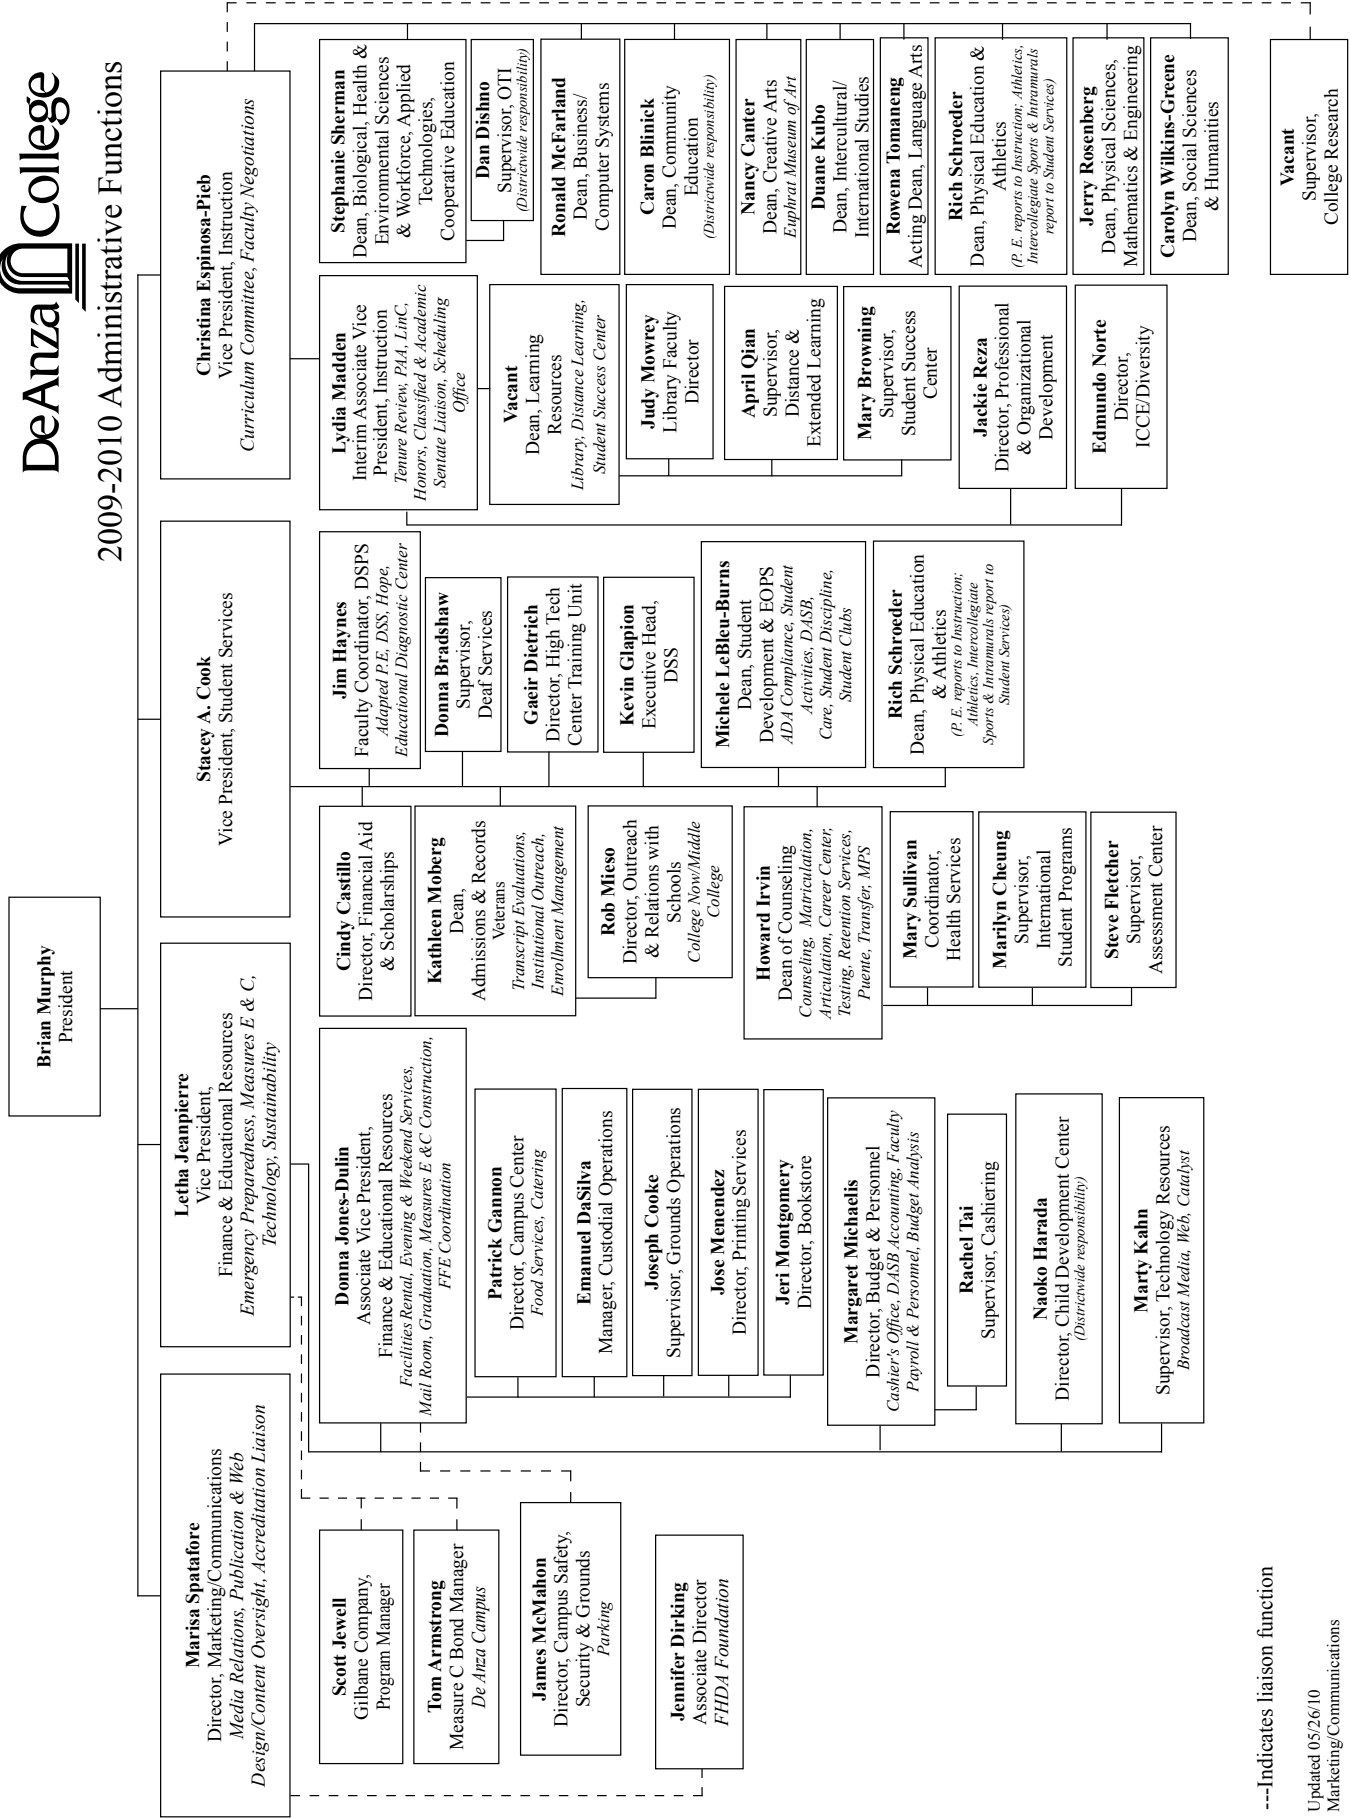 DeAnza College
2009-2010 Administrative Functions
Brian Murphy
President
Marisa Spatafore
Director, Marketing/Communications
Media Relations, Publication & Web
Design/Content Oversight, Accreditation Liaison
Letha Jeanpierre
Vice President,
Finance & Educational Resources
Emergency Preparedness, Measures E & C,
Technology, Sustainability
Stacey A. Cook
Vice President, Student Services
Christina Espinosa-Pieb
Vice President, Instruction
Curriculum Committee, Faculty Negotiations
Scott Jewell
Gilbane Company,
Program Manager
Tom Armstrong
Measure C Bond Manager
De Anza Campus
James McMahon
Director, Campus Safety,
Security & Grounds
Parking
Jennifer Dirking
Associate Director
FHDA Foundation
Donna Jones-Dulin
Associate Vice President,
Finance & Educational Resources
Facilities Rental, Evening & Weekend Services,
Mail Room, Graduation, Measures E &C Construction,
FFE Coordination
Patrick Gannon
Director, Campus Center
Food Services, Catering
Emanuel DaSilva
Manager, Custodial Operations
Joseph Cooke
Supervisor, Grounds Operations
Jose Menendez
Director, Printing Services
Jeri Montgomery
Director, Bookstore
Margaret Michaelis
Director, Budget & Personnel
Cashier's Office, DASB Accounting, Faculty
Payroll & Personnel, Budget Analysis
Rachel Tai
Supervisor, Cashiering
Naoko Harada
Director, Child Development Center
(Districtwide responsibility)
Marty Kahn
Supervisor, Technology Resources
Broadcast Media, Web, Catalyst
Cindy Castillo
Director, Financial Aid
& Scholarships
Kathleen Moberg
Dean,
Admissions & Records
Veterans
Transcript Evaluations,
Institutional Outreach,
Enrollment Management
Rob Mieso
Director, Outreach
& Relations with
Schools
College Now/Middle
College
Howard Irvin
Dean of Counseling
Counseling, Matriculation,
Articulation, Career Center,
Testing, Retention Services,
Puente, Transfer, MPS
Mary Sullivan
Coordinator,
Health Services
Marilyn Cheung
Supervisor,
International
Student Programs
Steve Fletcher
Supervisor,
Assessment Center
Jim Haynes
Faculty Coordinator, DSPS
Adapted P.E, DSS, Hope,
Educational Diagnostic Center
Donna Bradshaw
Supervisor,
Deaf Services
Gaeir Dietrich
Director, High Tech
Center Training Unit
Kevin Glapion
Executive Head,
DSS
Michele LeBleu-Burns
Dean, Student
Development & EOPS
ADA Compliance, Student
Activities, DASB,
Care, Student Discipline,
Student Clubs
Rich Schroeder
Dean, Physical Education
& Athletics
(P. E. reports to Instruction;
Athletics, Intercollegiate
Sports & Intramurals report to
Student Services)
Lydia Madden
Interim Associate Vice
President, Instruction
Tenure Review, PAA, LinC,
Honors, Classified & Academic
Sentate Liaison, Scheduling
Office
Vacant
Dean, Learning
Resources
Library, Distance Learning,
Student Success Center
Judy Mowrey
Library Faculty
Director
April Qian
Supervisor,
Distance &
Extended Learning
Mary Browning
Supervisor,
Student Success
Center
Jackie Reza
Director, Professional
& Organizational
Development
Edmundo Norte
Director,
ICCE/Diversity
Stephanie Sherman
Dean, Biological, Health &
Environmental Sciences
& Workforce, Applied
Technologies,
Cooperative Education
Dan Dishno
Supervisor, OTI
(Districtwide responsibility)
Ronald McFarland
Dean, Business/
Computer Systems
Caron Blinick
Dean, Community
Education
(Districtwide responsibility)
Nancy Canter
Dean, Creative Arts
Euphrat Museum of Art
Duane Kubo
Dean, Intercultural/
International Studies
Rowena Tomaneng
Acting Dean, Language Arts
Rich Schroeder
Dean, Physical Education &
Athletics
(P. E. reports to Instruction; Athletics,
Intercollegiate Sports & Intramurals
report to Student Services)
Jerry Rosenberg
Dean, Physical Sciences,
Mathematics & Engineering
Carolyn Wilkins-Greene
Dean, Social Sciences
& Humanities
Vacant
Supervisor,
College Research
---Indicates liaison function
Updated 05/26/10
Marketing/Communications